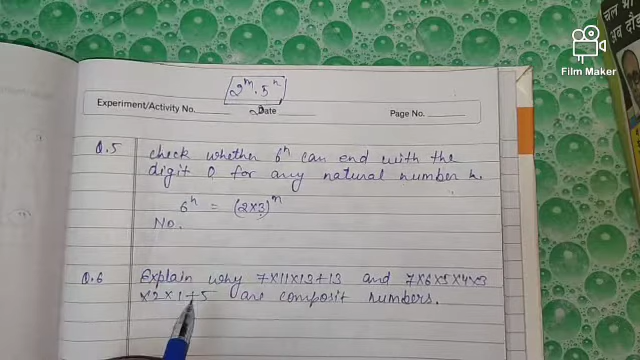 2^m . 5^n
Experiment/Activity No.
Date
Page No.
Film Maker
Q.5 check whether 6^n can end with the
digit 0 for any natural number n.
6^n = (2×3)^n
No.
Q.6 Explain why 7×11×13+13 and 7×6×5×4×3
×2×1+5 are composit numbers.